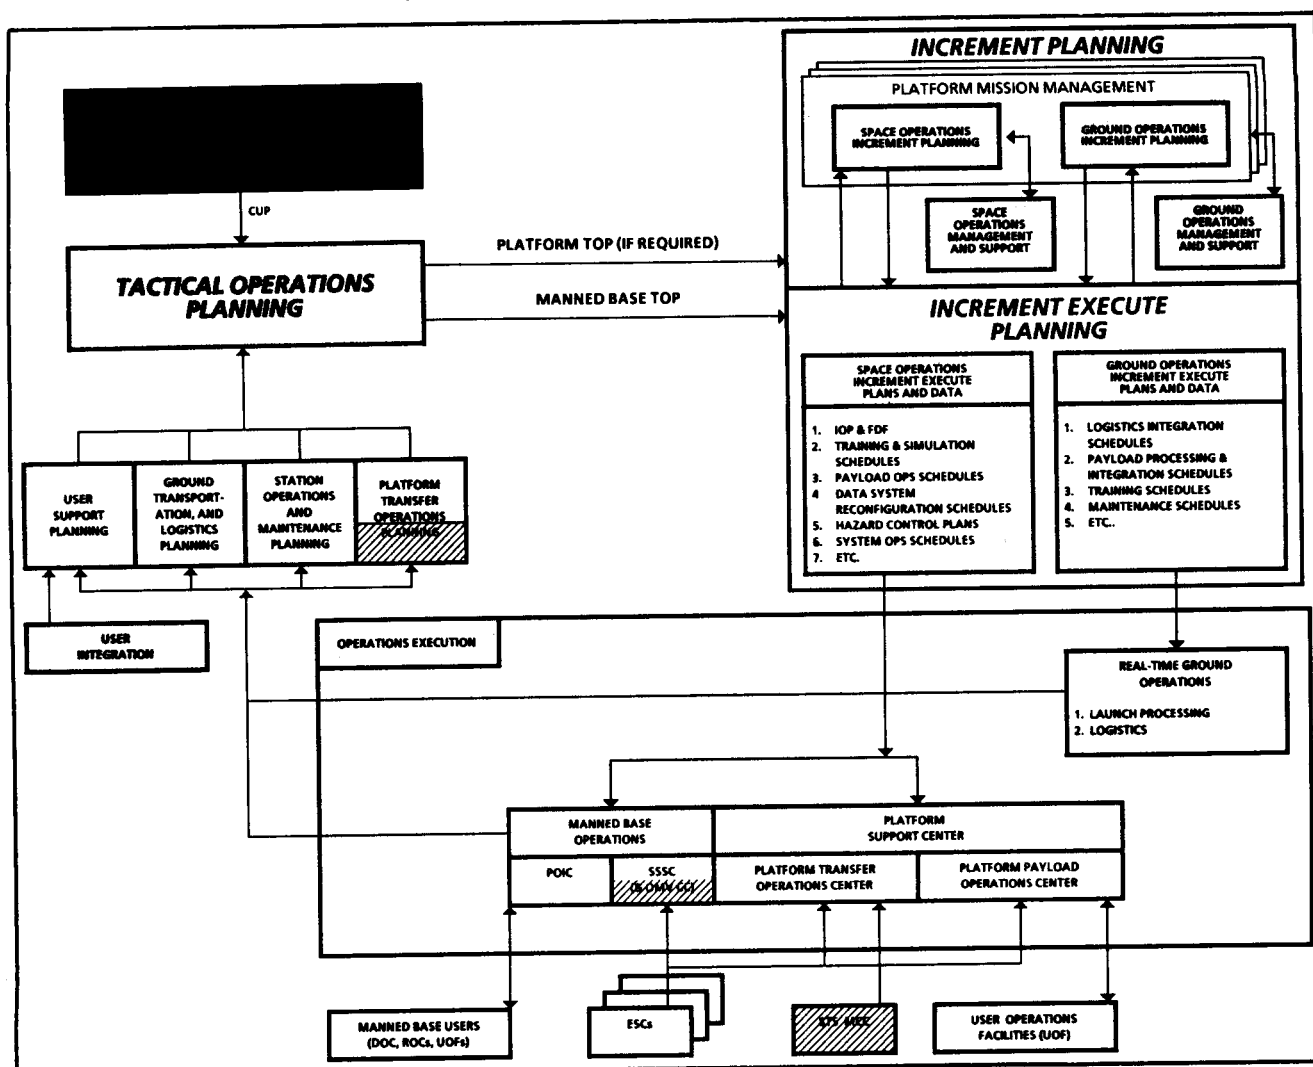 INCREMENT PLANNING
PLATFORM MISSION MANAGEMENT
SPACE OPERATIONS
INCREMENT PLANNING
GROUND OPERATIONS
INCREMENT PLANNING
SPACE
OPERATIONS
MANAGEMENT
AND SUPPORT
GROUND
OPERATIONS
MANAGEMENT
AND SUPPORT
CUP
TACTICAL OPERATIONS
PLANNING
PLATFORM TOP (IF REQUIRED)
MANNED BASE TOP
INCREMENT EXECUTE
PLANNING
SPACE OPERATIONS
INCREMENT EXECUTE
PLANS AND DATA
1. IOP & FDF
2. TRAINING & SIMULATION
SCHEDULES
3. PAYLOAD OPS SCHEDULES
4 DATA SYSTEM
RECONFIGURATION SCHEDULES
5. HAZARD CONTROL PLANS
6. SYSTEM OPS SCHEDULES
7. ETC.
GROUND OPERATIONS
INCREMENT EXECUTE
PLANS AND DATA
1. LOGISTICS INTEGRATION
SCHEDULES
2. PAYLOAD PROCESSING &
INTEGRATION SCHEDULES
3. TRAINING SCHEDULES
4. MAINTENANCE SCHEDULES
5. ETC..
USER
SUPPORT
PLANNING
GROUND
TRANSPORT-
ATION, AND
LOGISTICS
PLANNING
STATION
OPERATIONS
AND
MAINTENANCE
PLANNING
PLATFORM
TRANSFER
OPERATIONS
PLANNING
USER
INTEGRATION
OPERATIONS EXECUTION
REAL-TIME GROUND
OPERATIONS
1. LAUNCH PROCESSING
2. LOGISTICS
MANNED BASE
OPERATIONS
PLATFORM
SUPPORT CENTER
POIC
SSSC
(& OMV CC)
PLATFORM TRANSFER
OPERATIONS CENTER
PLATFORM PAYLOAD
OPERATIONS CENTER
MANNED BASE USERS
(DOC, ROCs, UOFs)
ESCs
STS MCC
USER OPERATIONS
FACILITIES (UOF)